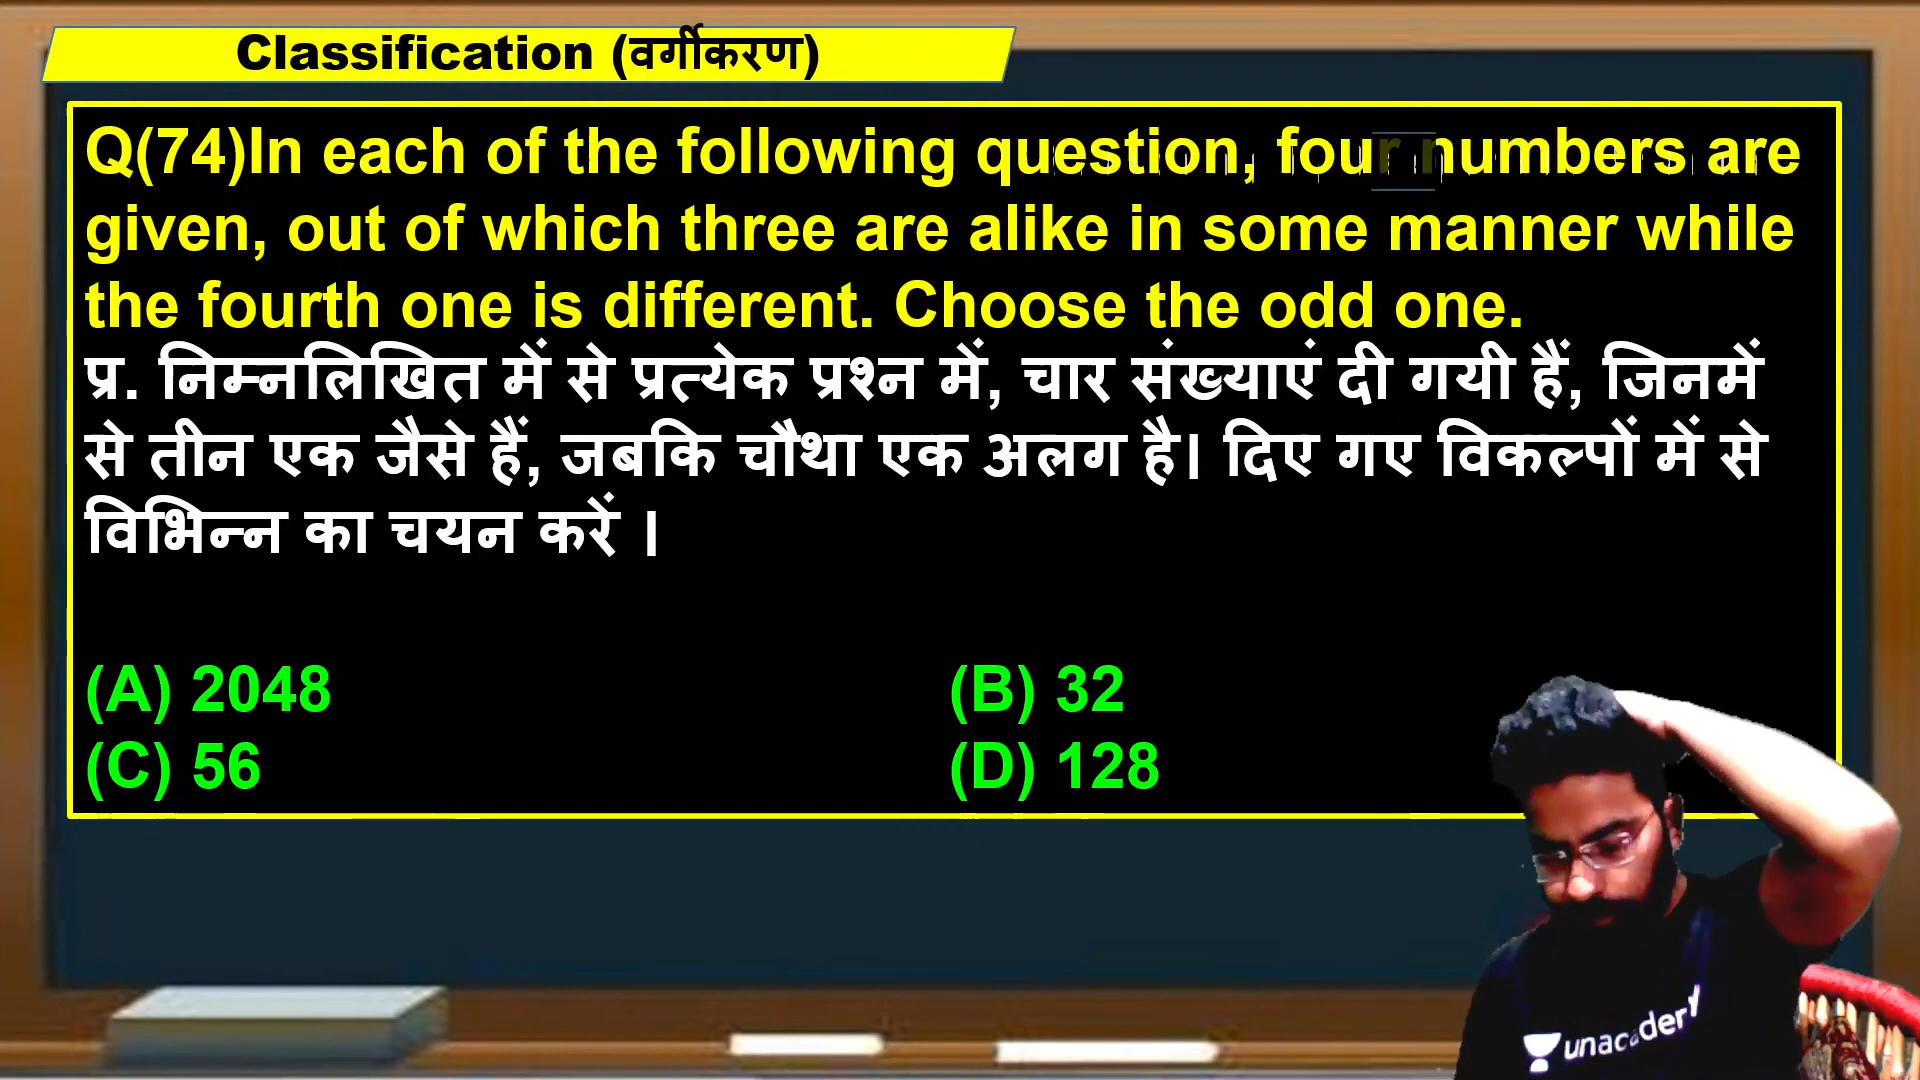 Classification (वर्गीकरण)
Q(74)In each of the following question, four numbers are
given, out of which three are alike in some manner while
the fourth one is different. Choose the odd one.
प्र. निम्नलिखित में से प्रत्येक प्रश्न में, चार संख्याएं दी गयी हैं, जिनमें
से तीन एक जैसे हैं, जबकि चौथा एक अलग है। दिए गए विकल्पों में से
विभिन्न का चयन करें ।
(A) 2048 (B) 32
(C) 56 (D) 128
unacademy